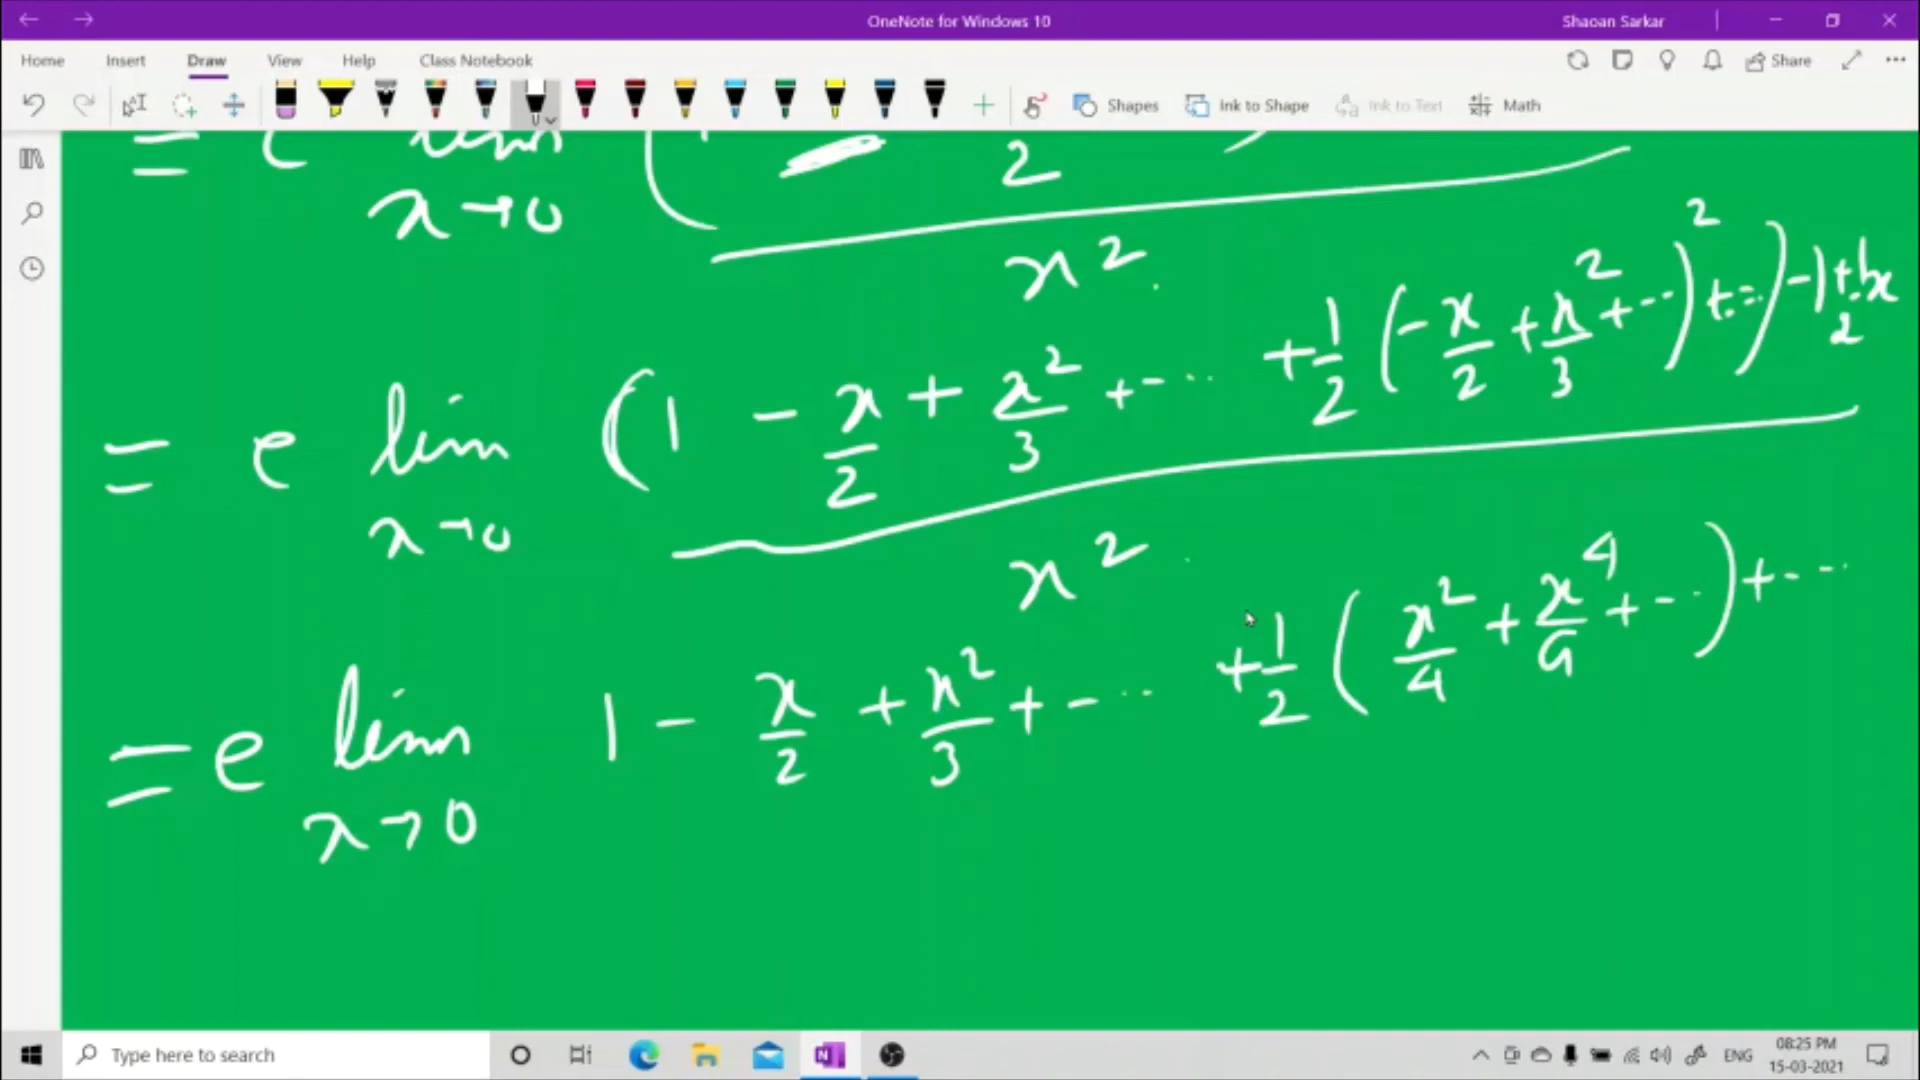 OneNote for Windows 10
Shaoan Sarkar
Home Insert Draw View Help Class Notebook
Share
Shapes Ink to Shape Ink to Text Math
= e lim ( 2
x→0
x².
= e lim (1 - x/2 + x²/3 + -... + 1/2 (-x/2 + x²/3 + ...)² + ...) - 1 + x/2
x→0
x²
= e lim 1 - x/2 + x²/3 + -... + 1/2 (x²/4 + x⁴/9 + -...) + -...
x→0
Type here to search
ENG
08:25 PM
15-03-2021